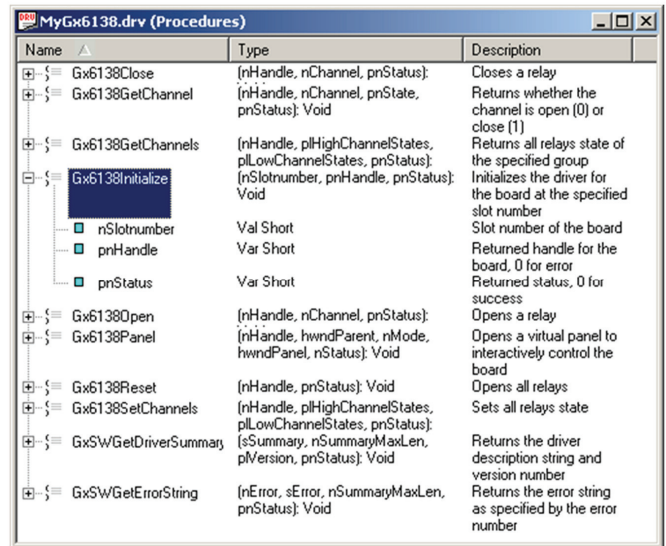 MyGx6138.drv (Procedures)
Name Type Description
Gx6138Close (nHandle, nChannel, pnStatus): Closes a relay
Gx6138GetChannel (nHandle, nChannel, pnState, Returns whether the
pnStatus): Void channel is open (0) or
close (1)
Gx6138GetChannels (nHandle, plHighChannelStates, Returns all relays state of
plLowChannelStates, pnStatus): the specified group
Gx6138Initialize (nSlotnumber, pnHandle, pnStatus): Initializes the driver for
Void the board at the specified
slot number
nSlotnumber Val Short Slot number of the board
pnHandle Var Short Returned handle for the
board, 0 for error
pnStatus Var Short Returned status, 0 for
success
Gx6138Open (nHandle, nChannel, pnStatus): Opens a relay
Gx6138Panel (nHandle, hwndParent, nMode, Opens a virtual panel to
hwndPanel, nStatus): Void interactively control the
board
Gx6138Reset (nHandle, pnStatus): Void Opens all relays
Gx6138SetChannels (nHandle, plHighChannelStates, Sets all relays state
plLowChannelStates, pnStatus):
GxSWGetDriverSummary (sSummary, nSummaryMaxLen, Returns the driver
plVersion, pnStatus): Void description string and
version number
GxSWGetErrorString (nError, sError, nSummaryMaxLen, Returns the error string
pnStatus): Void as specified by the error
number